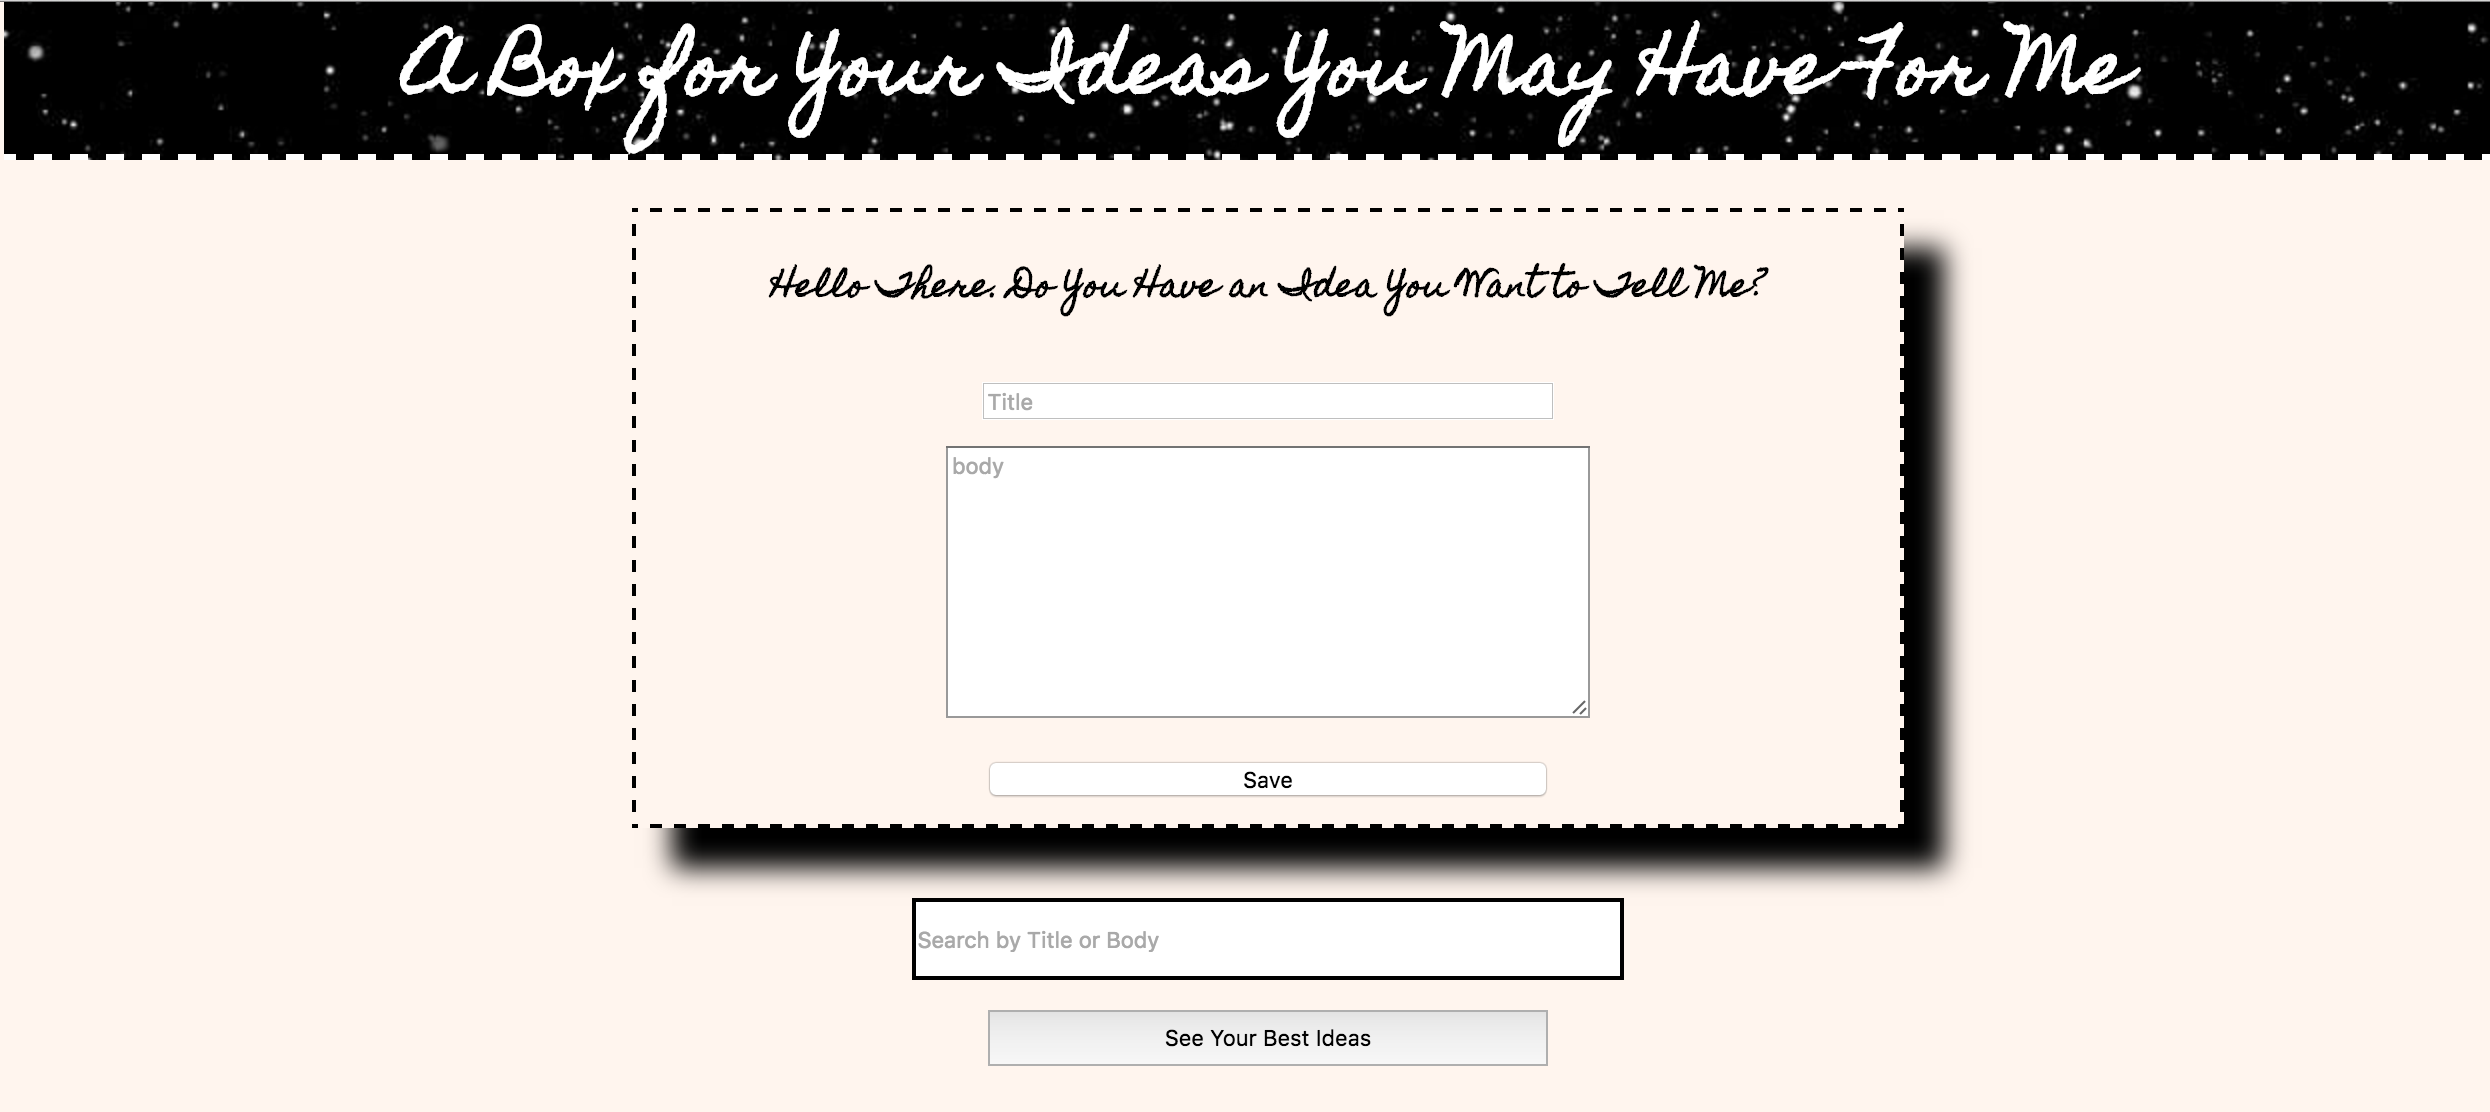 A Box for Your Ideas You May Have For Me
Hello There. Do You Have an Idea You Want to Tell Me?
Title
body
Save
Search by Title or Body
See Your Best Ideas